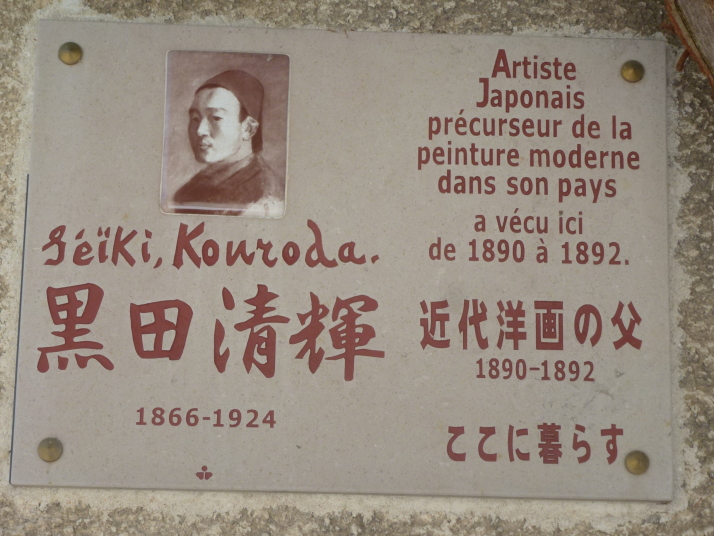 Séïki, Kouroda.
黒田清輝
1866-1924
Artiste
Japonais
précurseur de la
peinture moderne
dans son pays
a vécu ici
de 1890 à 1892.
近代洋画の父
1890-1892
ここに暮らす